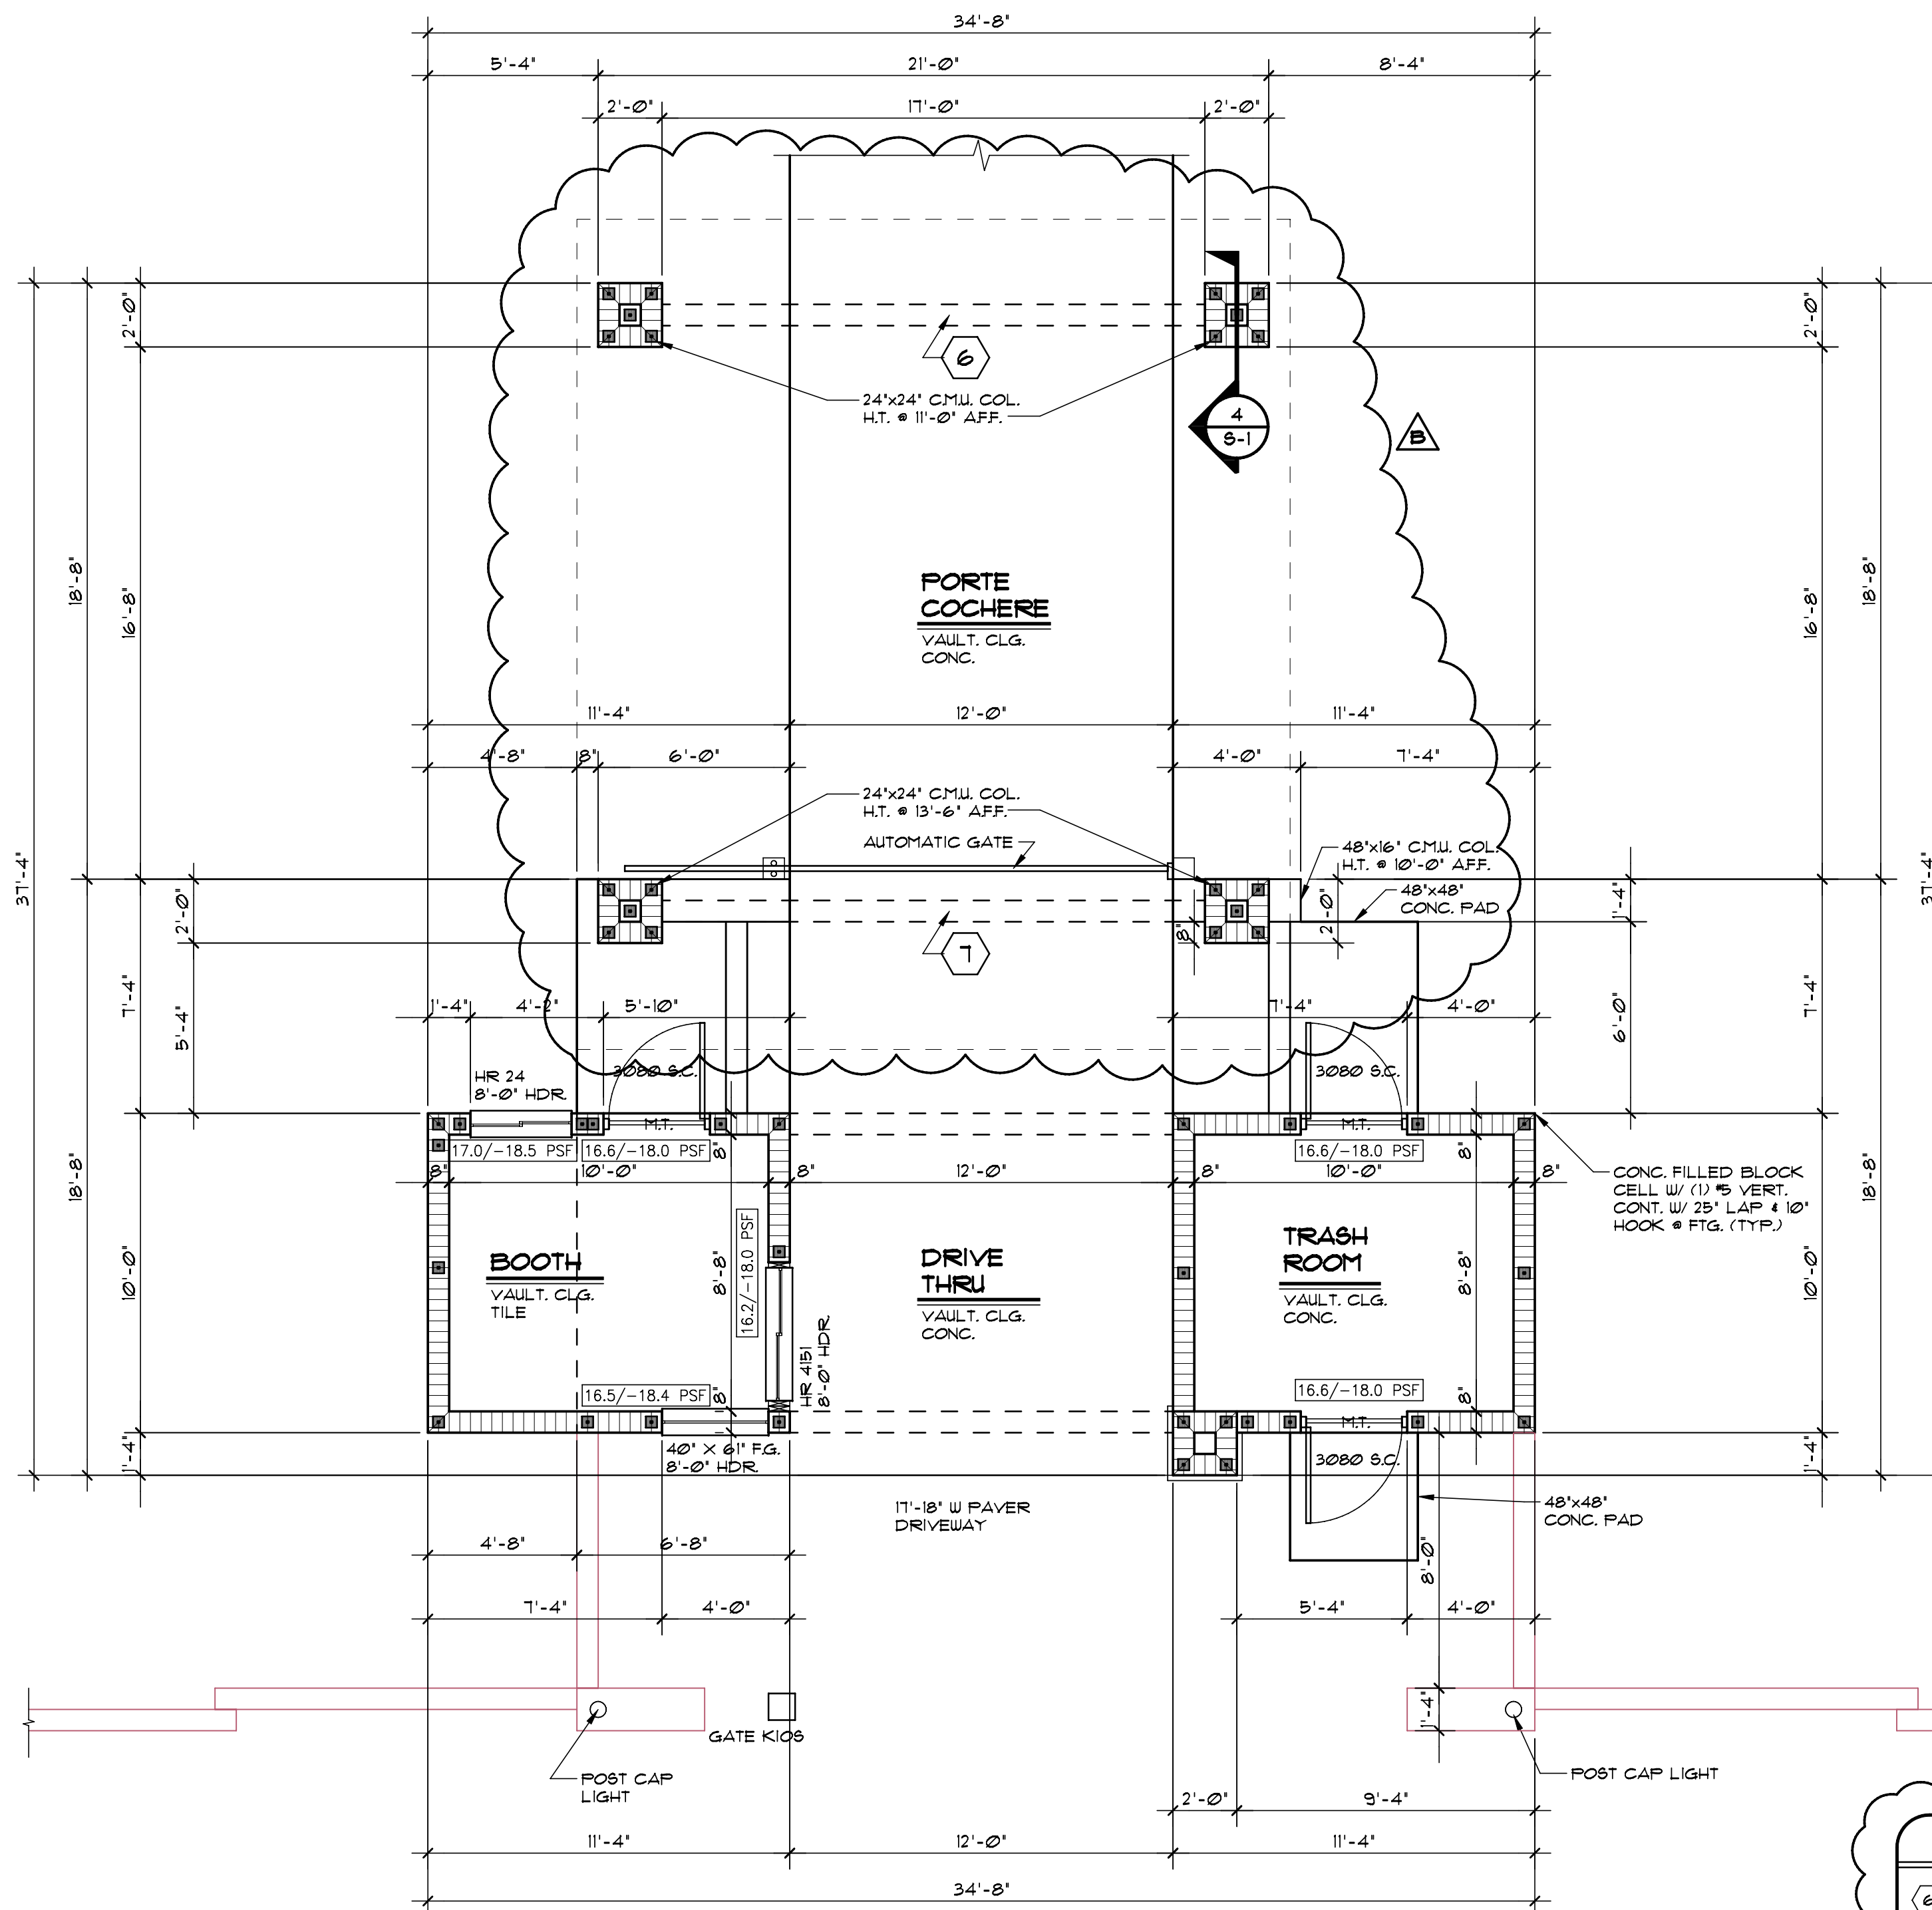 34'-8"
5'-4" 21'-0" 8'-4"
2'-0" 17'-0" 2'-0"
2'-0"
2'-0"
6
24"x24" C.M.U. COL.
H.T. @ 11'-0" A.F.F.
4
S-1
B
18'-8"
16'-8"
16'-8"
18'-8"
PORTE
COCHERE
VAULT. CLG.
CONC.
11'-4" 12'-0" 11'-4"
4'-8" 8" 6'-0" 4'-0" 7'-4"
24"x24" C.M.U. COL.
H.T. @ 13'-6" A.F.F.
AUTOMATIC GATE
48"x16" C.M.U. COL.
H.T. @ 10'-0" A.F.F.
48"x48"
CONC. PAD
37'-4"
37'-4"
2'-0"
8"
2'-0"
1'-4"
7
7'-4"
5'-4"
6'-0"
7'-4"
1'-4" 4'-2" 5'-10" 7'-4" 4'-0"
HR 24
8'-0" HDR.
3080 S.C.
3080 S.C.
M.T.
M.T.
17.0/-18.5 PSF
16.6/-18.0 PSF
8"
16.6/-18.0 PSF
8"
8" 10'-0" 8" 12'-0" 8" 10'-0" 8"
CONC. FILLED BLOCK
CELL W/ (1) #5 VERT.
CONT. W/ 25" LAP & 10"
HOOK @ FTG. (TYP.)
18'-8"
10'-0"
BOOTH
VAULT. CLG.
TILE
8'-8"
16.2/-18.0 PSF
DRIVE
THRU
VAULT. CLG.
CONC.
TRASH
ROOM
VAULT. CLG.
CONC.
8'-8"
10'-0"
18'-8"
HR 4151
8'-0" HDR.
16.5/-18.4 PSF
8"
16.6/-18.0 PSF
8"
M.T.
1'-4"
40" X 61" F.G.
8'-0" HDR.
3080 S.C.
1'-4"
17'-18" W PAVER
DRIVEWAY
48"x48"
CONC. PAD
4'-8" 6'-8"
8'-0"
7'-4" 4'-0" 5'-4" 4'-0"
1'-4"
GATE KIOS
POST CAP
LIGHT
POST CAP LIGHT
2'-0" 9'-4"
11'-4" 12'-0" 11'-4"
34'-8"